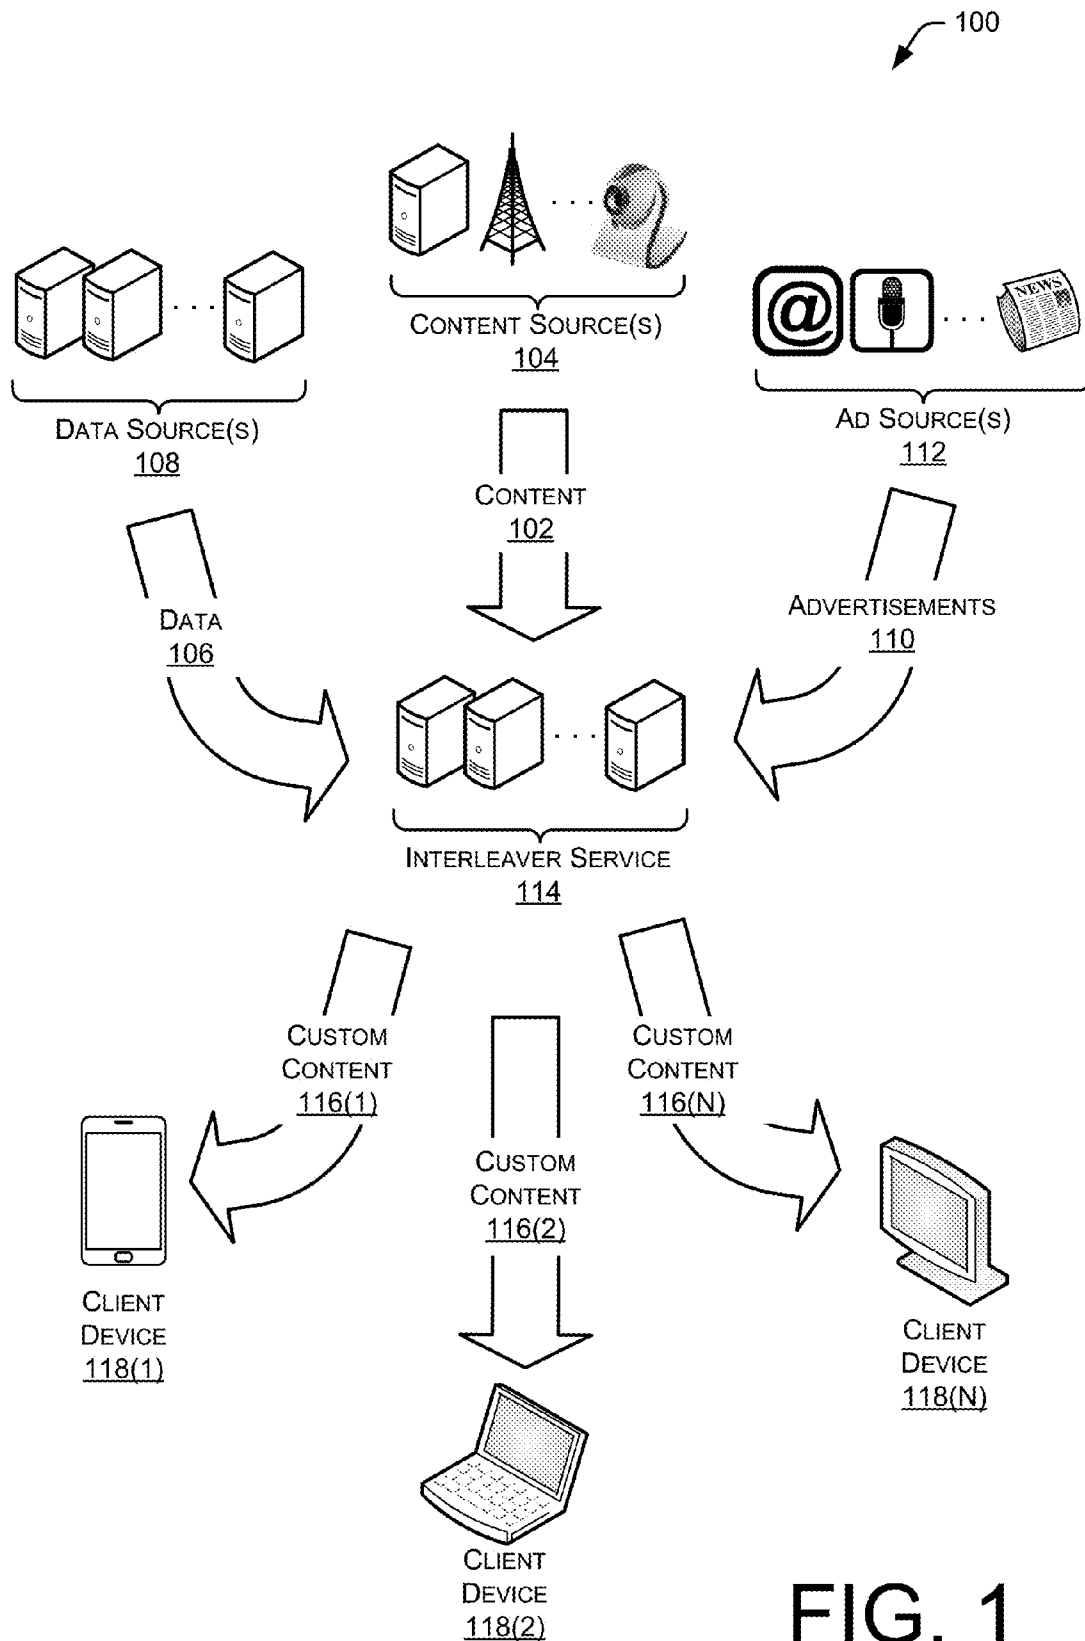 100
CONTENT SOURCE(S)
104
NEWS
DATA SOURCE(S)
108
@
AD SOURCE(S)
112
CONTENT
102
DATA
106
ADVERTISEMENTS
110
. . .
INTERLEAVER SERVICE
114
CUSTOM
CONTENT
116(1)
CUSTOM
CONTENT
116(2)
CUSTOM
CONTENT
116(N)
CLIENT
DEVICE
118(1)
CLIENT
DEVICE
118(2)
CLIENT
DEVICE
118(N)
FIG. 1